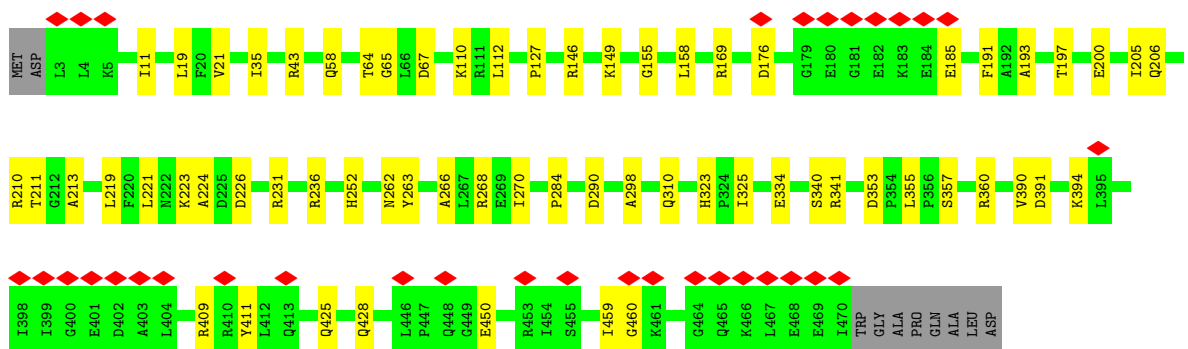 MET ASP L3 L4 K5 I11 L19 F20 V21 I35 R43 Q58 T64 G65 L66 D67 K110 R111 L112 P127 R146 K149 G155 L158 R169 D176 G179 E180 G181 E182 K183 E184 E185 F191 A192 A193 T197 E200 I205 Q206
R210 T211 G212 A213 L219 F220 L221 N222 K223 A224 D225 D226 R231 R236 H252 N262 Y263 A266 L267 R268 E269 I270 P284 D290 A298 Q310 H323 P324 I325 E334 S340 R341 D353 P354 L355 P356 S357 R360 V390 D391 K394 L395
I398 I399 G400 E401 D402 A403 L404 R409 R410 Y411 L412 Q413 Q425 Q428 L446 P447 Q448 G449 E450 R453 I454 S455 I459 G460 K461 G464 Q465 K466 L467 E468 E469 I470 TRP GLY ALA PRO GLN ALA LEU ASP